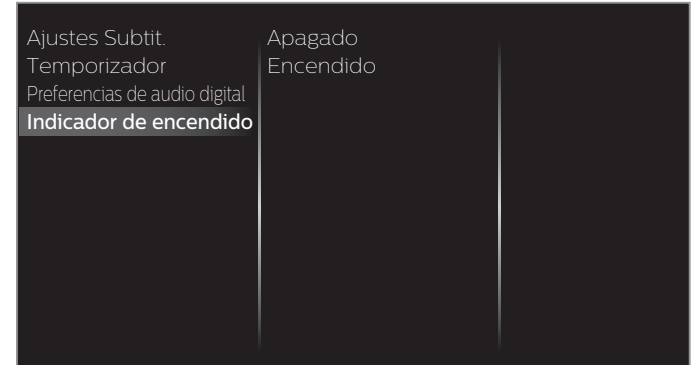 Ajustes Subtit.
Temporizador
Preferencias de audio digital
Indicador de encendido
Apagado
Encendido